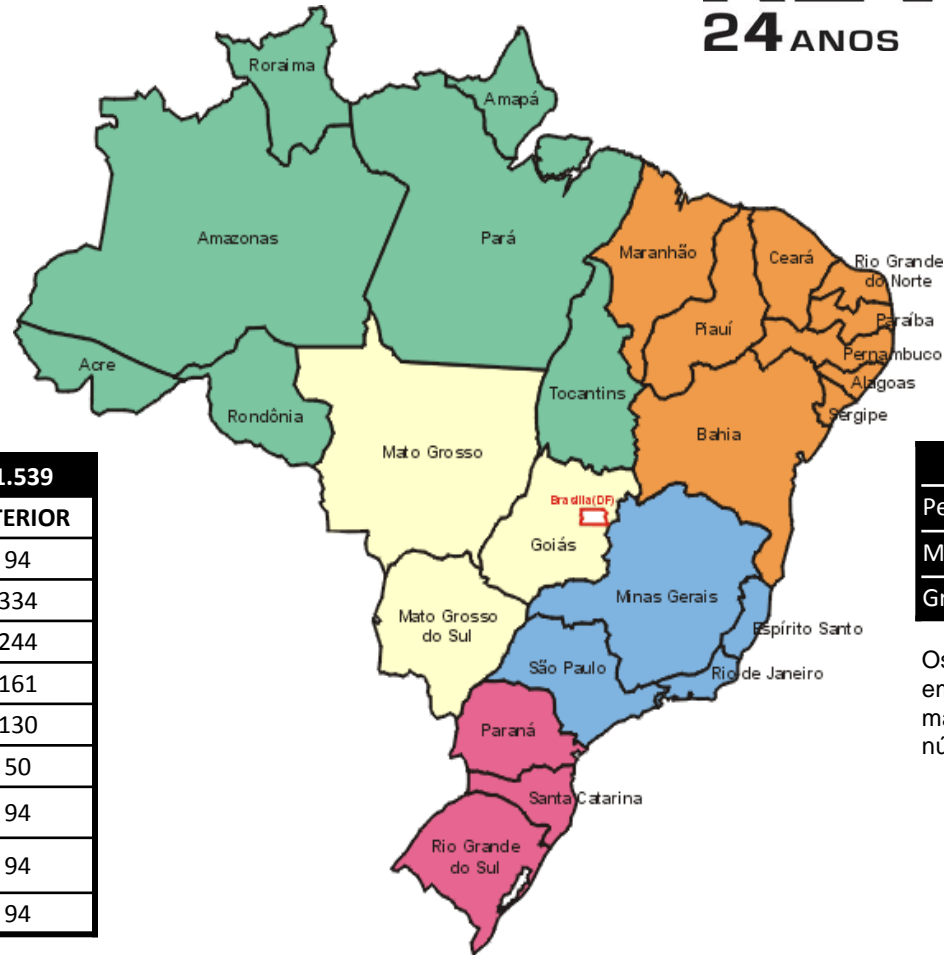 24 ANOS
Roraima
Amapá
Amazonas
Pará
Maranhão
Ceará
Rio Grande
do Norte
Piauí
Paraíba
Pernambuco
Acre
Tocantins
Alagoas
Rondônia
Sergipe
Bahia
Mato Grosso
Brasília(DF)
Goiás
Minas Gerais
Mato Grosso
do Sul
Espírito Santo
São Paulo
Rio de Janeiro
Paraná
Santa Catarina
Rio Grande
do Sul
1.539
TERIOR
94
334
244
161
130
50
94
94
94
Pe
M
Gr
Os
em
ma
nú